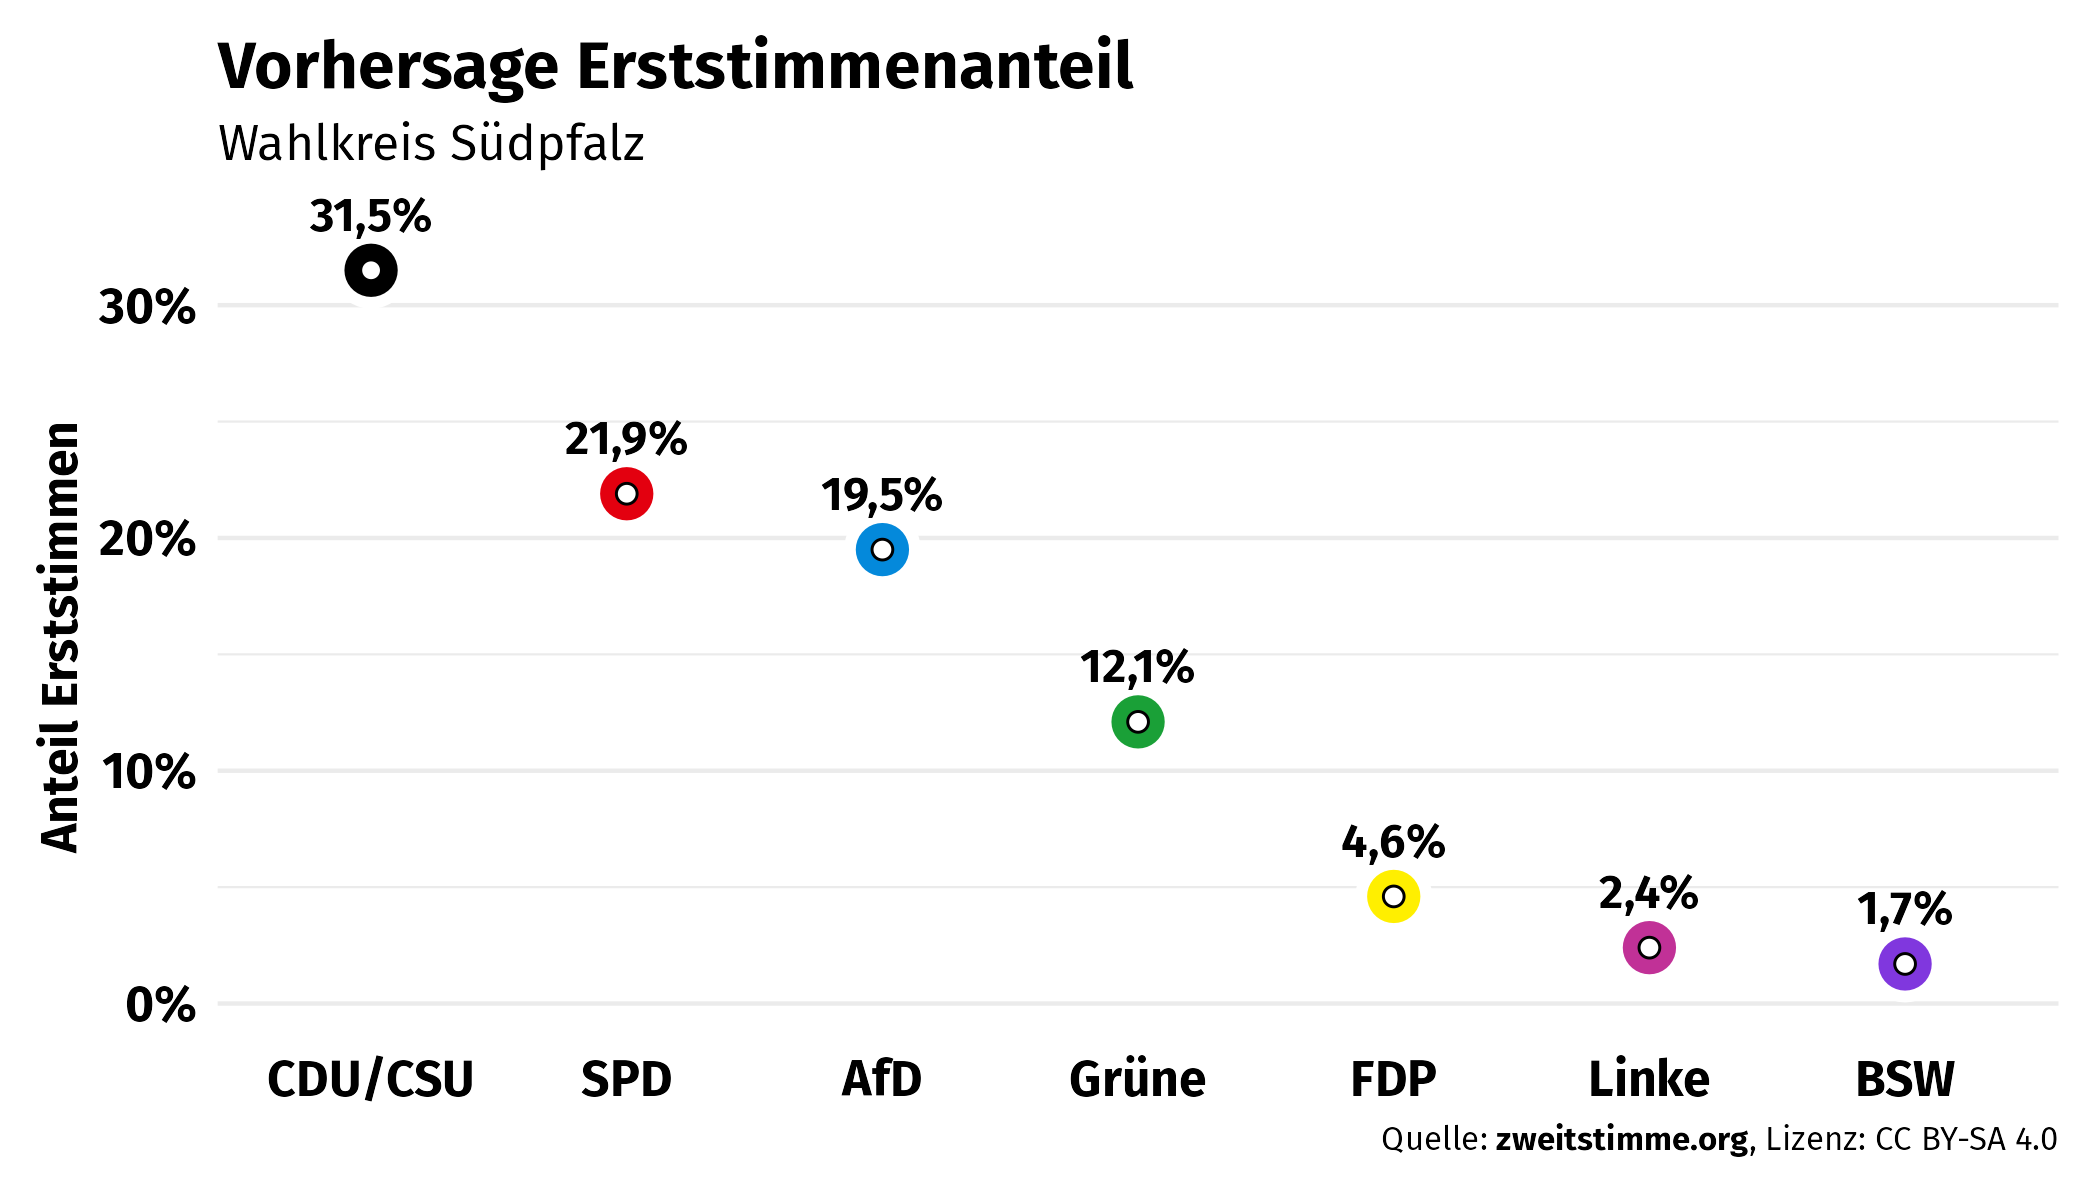 Vorhersage Erststimmenanteil
Wahlkreis Südpfalz
Anteil Erststimmen
30%
20%
10%
0%
31,5%
21,9%
19,5%
12,1%
4,6%
2,4%
1,7%
CDU/CSU
SPD
AfD
Grüne
FDP
Linke
BSW
Quelle: zweitstimme.org, Lizenz: CC BY-SA 4.0